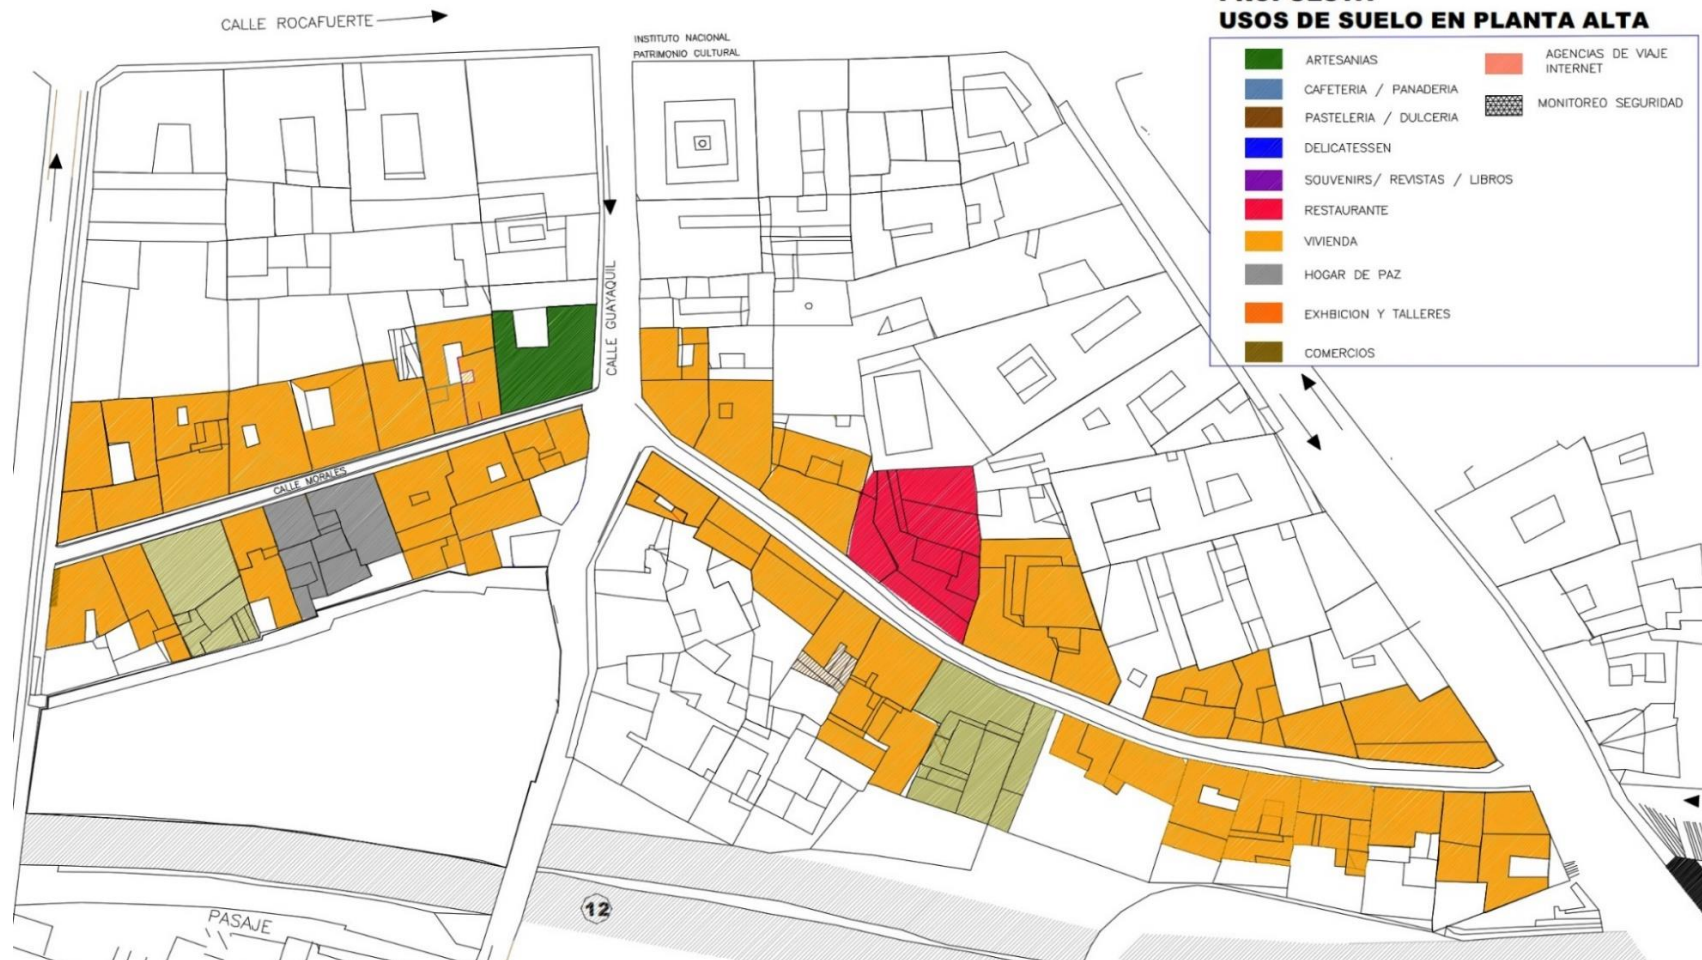 CALLE ROCAFUERTE
INSTITUTO NACIONAL
PATRIMONIO CULTURAL
USOS DE SUELO EN PLANTA ALTA
ARTESANIAS
CAFETERIA / PANADERIA
PASTELERIA / DULCERIA
DELICATESSEN
SOUVENIRS/ REVISTAS / LIBROS
RESTAURANTE
VIVIENDA
HOGAR DE PAZ
EXHBICION Y TALLERES
COMERCIOS
AGENCIAS DE VIAJE
INTERNET
MONITOREO SEGURIDAD
CALLE GUAYAQUIL
CALLE MORALES
12
PASAJE